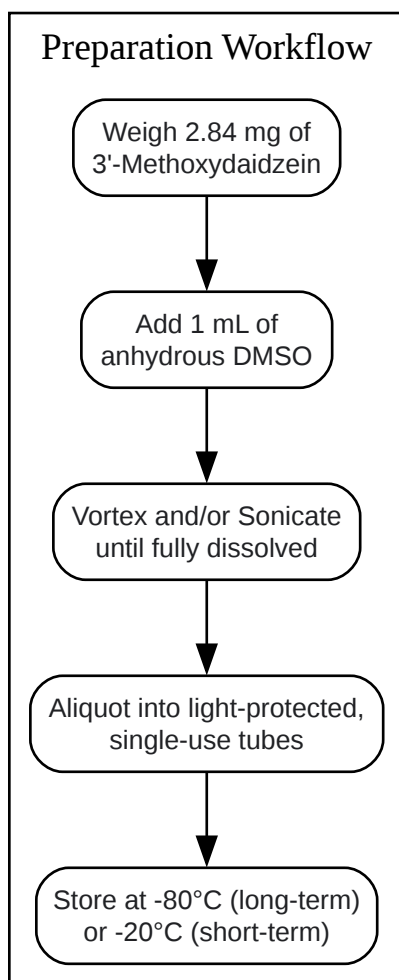 Preparation Workflow
Weigh 2.84 mg of
3'-Methoxydaidzein
Add 1 mL of
anhydrous DMSO
Vortex and/or Sonicate
until fully dissolved
Aliquot into light-protected,
single-use tubes
Store at -80°C (long-term)
or -20°C (short-term)